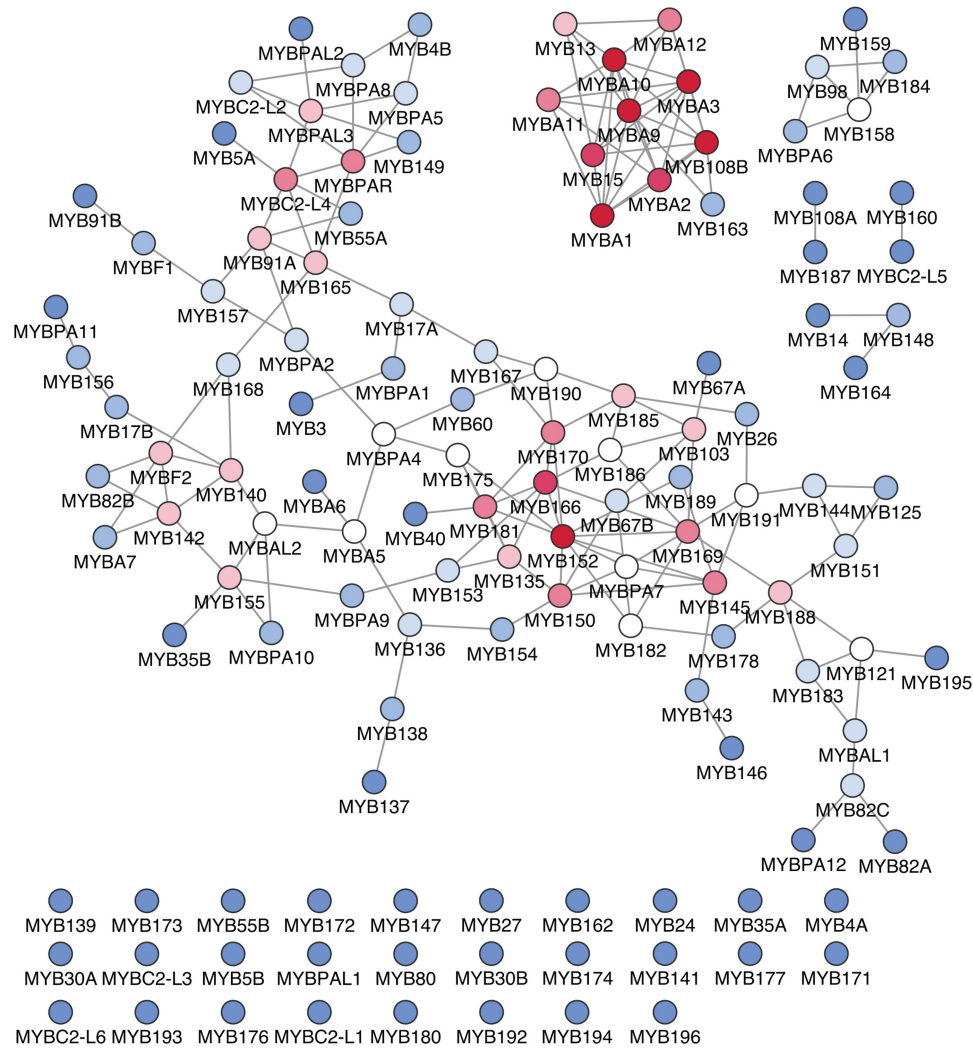 MYB4B
MYBPAL2
MYBPA8
MYBC2-L2
MYBPA5
MYBPAL3
MYB5A
MYB149
MYBPAR
MYBC2-L4
MYB91B
MYB55A
MYBF1
MYB91A
MYB165
MYB157
MYB13
MYBA12
MYBA10
MYBA3
MYBA11
MYBA9
MYB108B
MYB15
MYBA2
MYBA1
MYB163
MYB159
MYB98
MYB184
MYB158
MYBPA6
MYB108A
MYB160
MYB187
MYBC2-L5
MYB14
MYB148
MYB164
MYBPA11
MYB17A
MYB156
MYB168
MYBPA2
MYBPA1
MYB167
MYB190
MYB67A
MYB17B
MYB3
MYB60
MYB185
MYB26
MYBPA4
MYB170
MYB103
MYBF2
MYB175
MYB186
MYB82B
MYB140
MYBA6
MYB166
MYB189
MYB144
MYB125
MYB142
MYBAL2
MYB40
MYB181
MYB67B
MYB191
MYBA7
MYBA5
MYB152
MYB169
MYB151
MYB155
MYB153
MYB135
MYBPA7
MYB145
MYB188
MYBPA9
MYB150
MYB35B
MYBPA10
MYB136
MYB154
MYB182
MYB178
MYB121
MYB195
MYB183
MYB143
MYB138
MYBAL1
MYB146
MYB137
MYB82C
MYBPA12
MYB82A
MYB139 MYB173 MYB55B MYB172 MYB147 MYB27 MYB162 MYB24 MYB35A MYB4A
MYB30A MYBC2-L3 MYB5B MYBPAL1 MYB80 MYB30B MYB174 MYB141 MYB177 MYB171
MYBC2-L6 MYB193 MYB176 MYBC2-L1 MYB180 MYB192 MYB194 MYB196